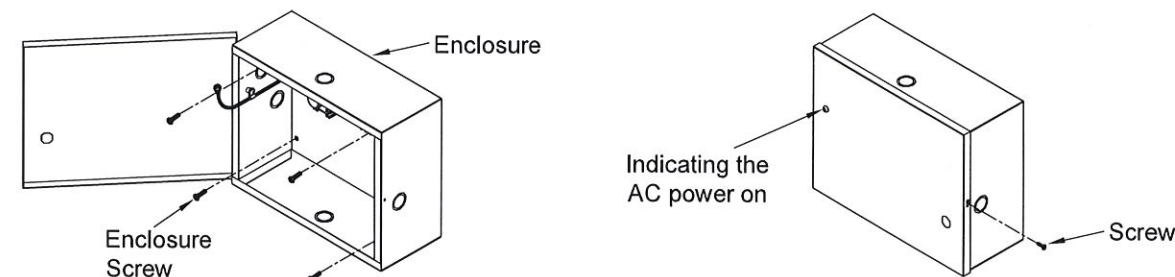 Enclosure
Enclosure
Screw
Indicating the
AC power on
Screw